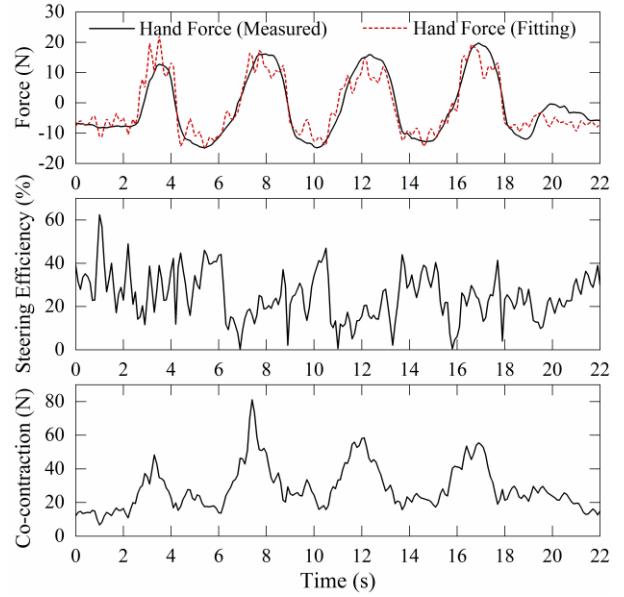 Hand Force (Measured) Hand Force (Fitting)
Force (N)
30
20
10
0
-10
-20
0 2 4 6 8 10 12 14 16 18 20 22
Steering Efficiency (%)
60
40
20
0
0 2 4 6 8 10 12 14 16 18 20 22
Co-contraction (N)
80
60
40
20
0
0 2 4 6 8 10 12 14 16 18 20 22
Time (s)